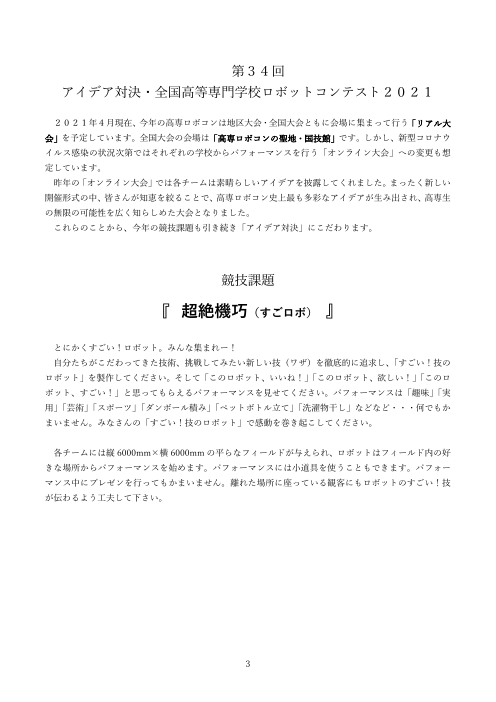 第３４回
アイデア対決・全国高等専門学校ロボットコンテスト２０２１
２０２１年４月現在、今年の高専ロボコンは地区大会・全国大会ともに会場に集まって行う「リアル大
会」を予定しています。全国大会の会場は「高専ロボコンの聖地・国技館」です。しかし、新型コロナウ
イルス感染の状況次第ではそれぞれの学校からパフォーマンスを行う「オンライン大会」への変更も想
定しています。
昨年の「オンライン大会」では各チームは素晴らしいアイデアを披露してくれました。まったく新しい
開催形式の中、皆さんが知恵を絞ることで、高専ロボコン史上最も多彩なアイデアが生み出され、高専生
の無限の可能性を広く知らしめた大会となりました。
これらのことから、今年の競技課題も引き続き「アイデア対決」にこだわります。
競技課題
『 超絶機巧（すごロボ） 』
とにかくすごい！ロボット。みんな集まれー！
自分たちがこだわってきた技術、挑戦してみたい新しい技（ワザ）を徹底的に追求し、「すごい！技の
ロボット」を製作してください。そして「このロボット、いいね！」「このロボット、欲しい！」「このロ
ボット、すごい！」と思ってもらえるパフォーマンスを見せてください。パフォーマンスは「趣味」「実
用」「芸術」「スポーツ」「ダンボール積み」「ペットボトル立て」「洗濯物干し」などなど・・・何でもか
まいません。みなさんの「すごい！技のロボット」で感動を巻き起こしてください。
各チームには縦 6000mm×横 6000mm の平らなフィールドが与えられ、ロボットはフィールド内の好
きな場所からパフォーマンスを始めます。パフォーマンスには小道具を使うこともできます。パフォー
マンス中にプレゼンを行ってもかまいません。離れた場所に座っている観客にもロボットのすごい！技
が伝わるよう工夫して下さい。
3